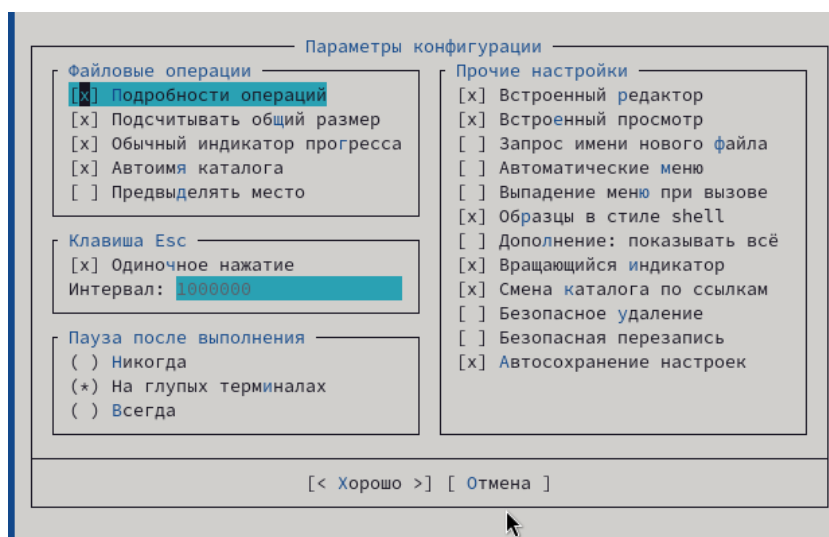 Параметры конфигурации
Файловые операции
[x] Подробности операций
[x] Подсчитывать общий размер
[x] Обычный индикатор прогресса
[x] Автоимя каталога
[ ] Предвыделять место
Клавиша Esc
[x] Одиночное нажатие
Интервал: 1000000
Пауза после выполнения
( ) Никогда
(*) На глупых терминалах
( ) Всегда
Прочие настройки
[x] Встроенный редактор
[x] Встроенный просмотр
[ ] Запрос имени нового файла
[ ] Автоматические меню
[ ] Выпадение меню при вызове
[x] Образцы в стиле shell
[ ] Дополнение: показывать всё
[x] Вращающийся индикатор
[x] Смена каталога по ссылкам
[ ] Безопасное удаление
[ ] Безопасная перезапись
[x] Автосохранение настроек
[< Хорошо >] [ Отмена ]